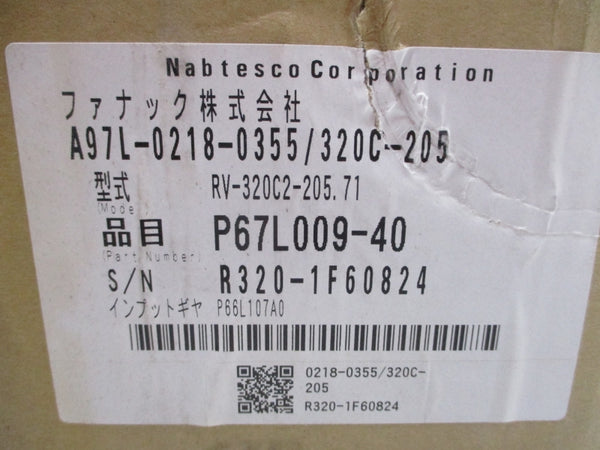 Nabtesco Corporation
ファナック株式会社
A97L-0218-0355/320C-205
型式 RV-320C2-205.71
(Model)
品目 P67L009-40
(Part Number)
S/N R320-1F60824
インプットギヤ P66L107A0
0218-0355/320C-
205
R320-1F60824